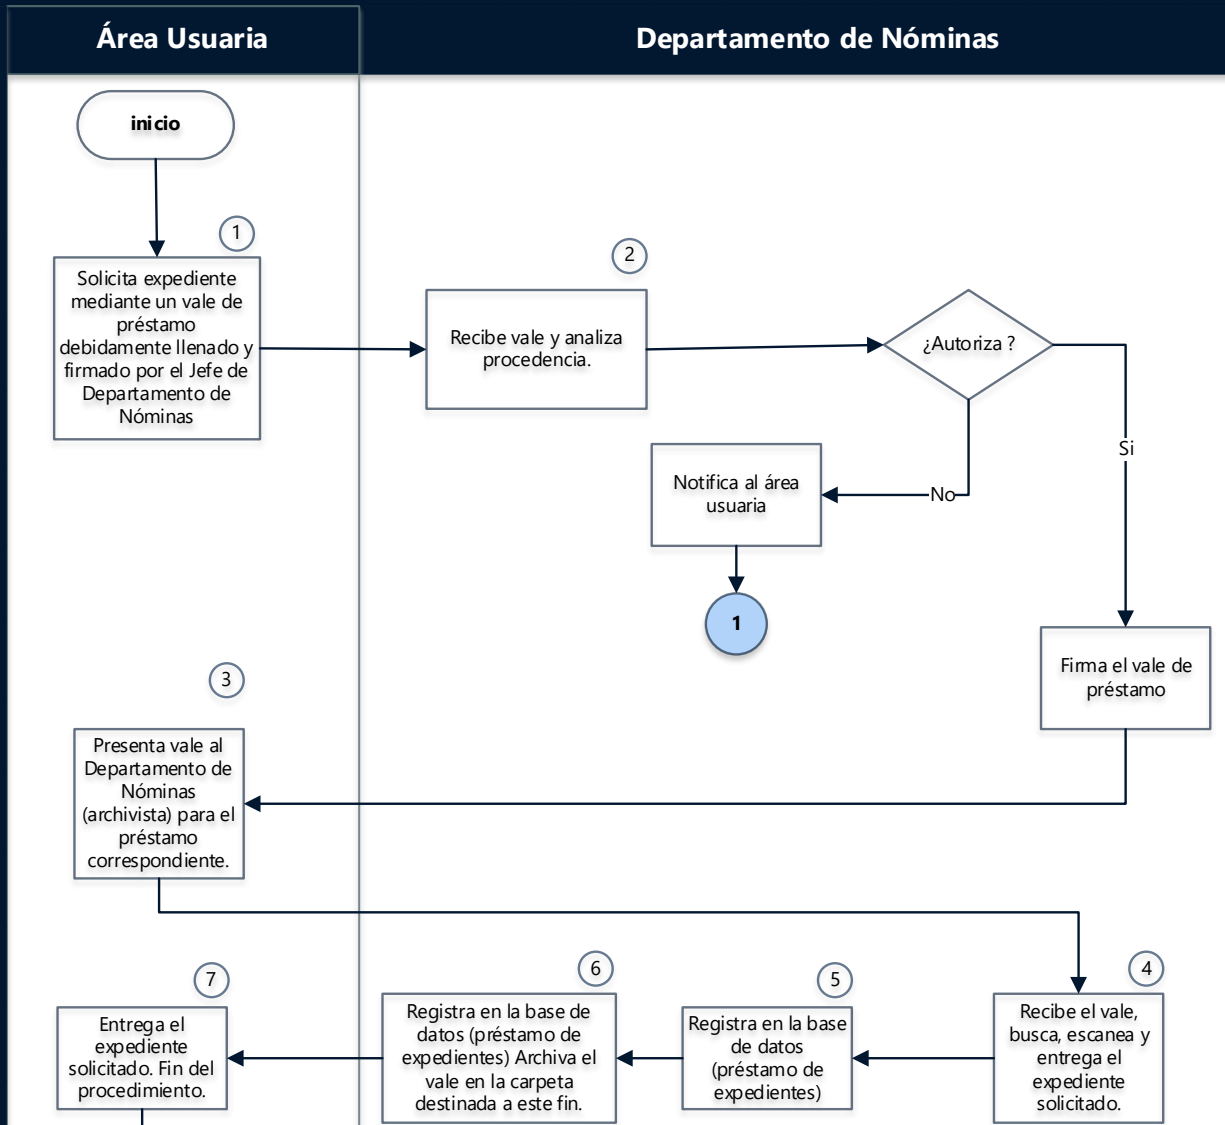 Área Usuaria
Departamento de Nóminas
inicio
1
Solicita expediente
mediante un vale de
préstamo
debidamente llenado y
firmado por el Jefe de
Departamento de
Nóminas
2
Recibe vale y analiza
procedencia.
¿Autoriza ?
Si
No
Notifica al área
usuaria
1
Firma el vale de
préstamo
3
Presenta vale al
Departamento de
Nóminas
(archivista) para el
préstamo
correspondiente.
4
Recibe el vale,
busca, escanea y
entrega el
expediente
solicitado.
5
Registra en la base
de datos
(préstamo de
expedientes)
6
Registra en la base de
datos (préstamo de
expedientes) Archiva el
vale en la carpeta
destinada a este fin.
7
Entrega el
expediente
solicitado. Fin del
procedimiento.